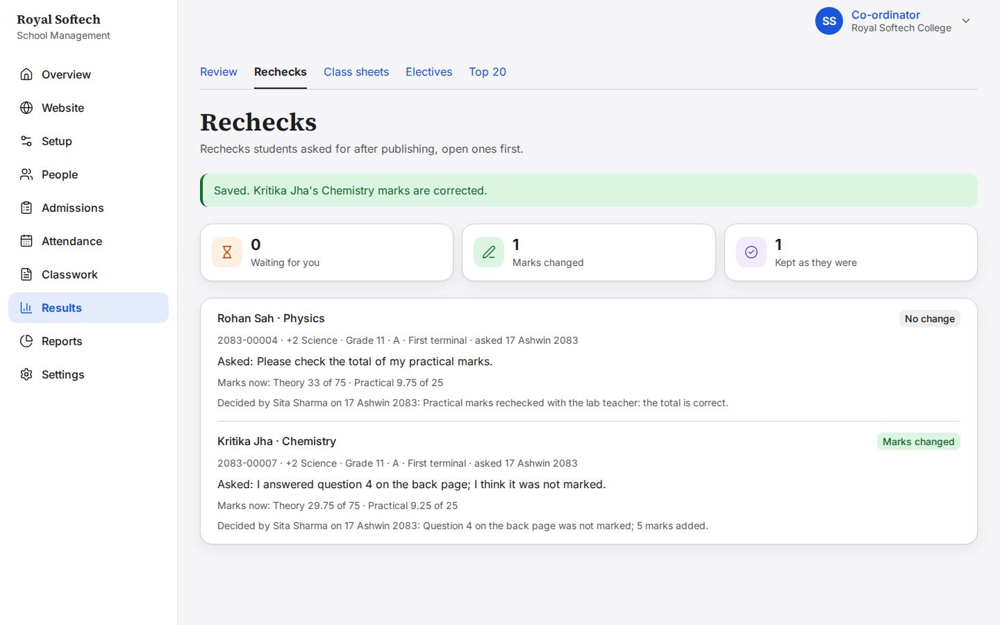 Royal Softech
School Management
Overview
Website
Setup
People
Admissions
Attendance
Classwork
Results
Reports
Settings
SS
Co-ordinator
Royal Softech College
Review
Rechecks
Class sheets
Electives
Top 20
Rechecks
Rechecks students asked for after publishing, open ones first.
Saved. Kritika Jha's Chemistry marks are corrected.
0
Waiting for you
1
Marks changed
1
Kept as they were
Rohan Sah · Physics
No change
2083-00004 · +2 Science · Grade 11 · A · First terminal · asked 17 Ashwin 2083
Asked: Please check the total of my practical marks.
Marks now: Theory 33 of 75 · Practical 9.75 of 25
Decided by Sita Sharma on 17 Ashwin 2083: Practical marks rechecked with the lab teacher: the total is correct.
Kritika Jha · Chemistry
Marks changed
2083-00007 · +2 Science · Grade 11 · A · First terminal · asked 17 Ashwin 2083
Asked: I answered question 4 on the back page; I think it was not marked.
Marks now: Theory 29.75 of 75 · Practical 9.25 of 25
Decided by Sita Sharma on 17 Ashwin 2083: Question 4 on the back page was not marked; 5 marks added.